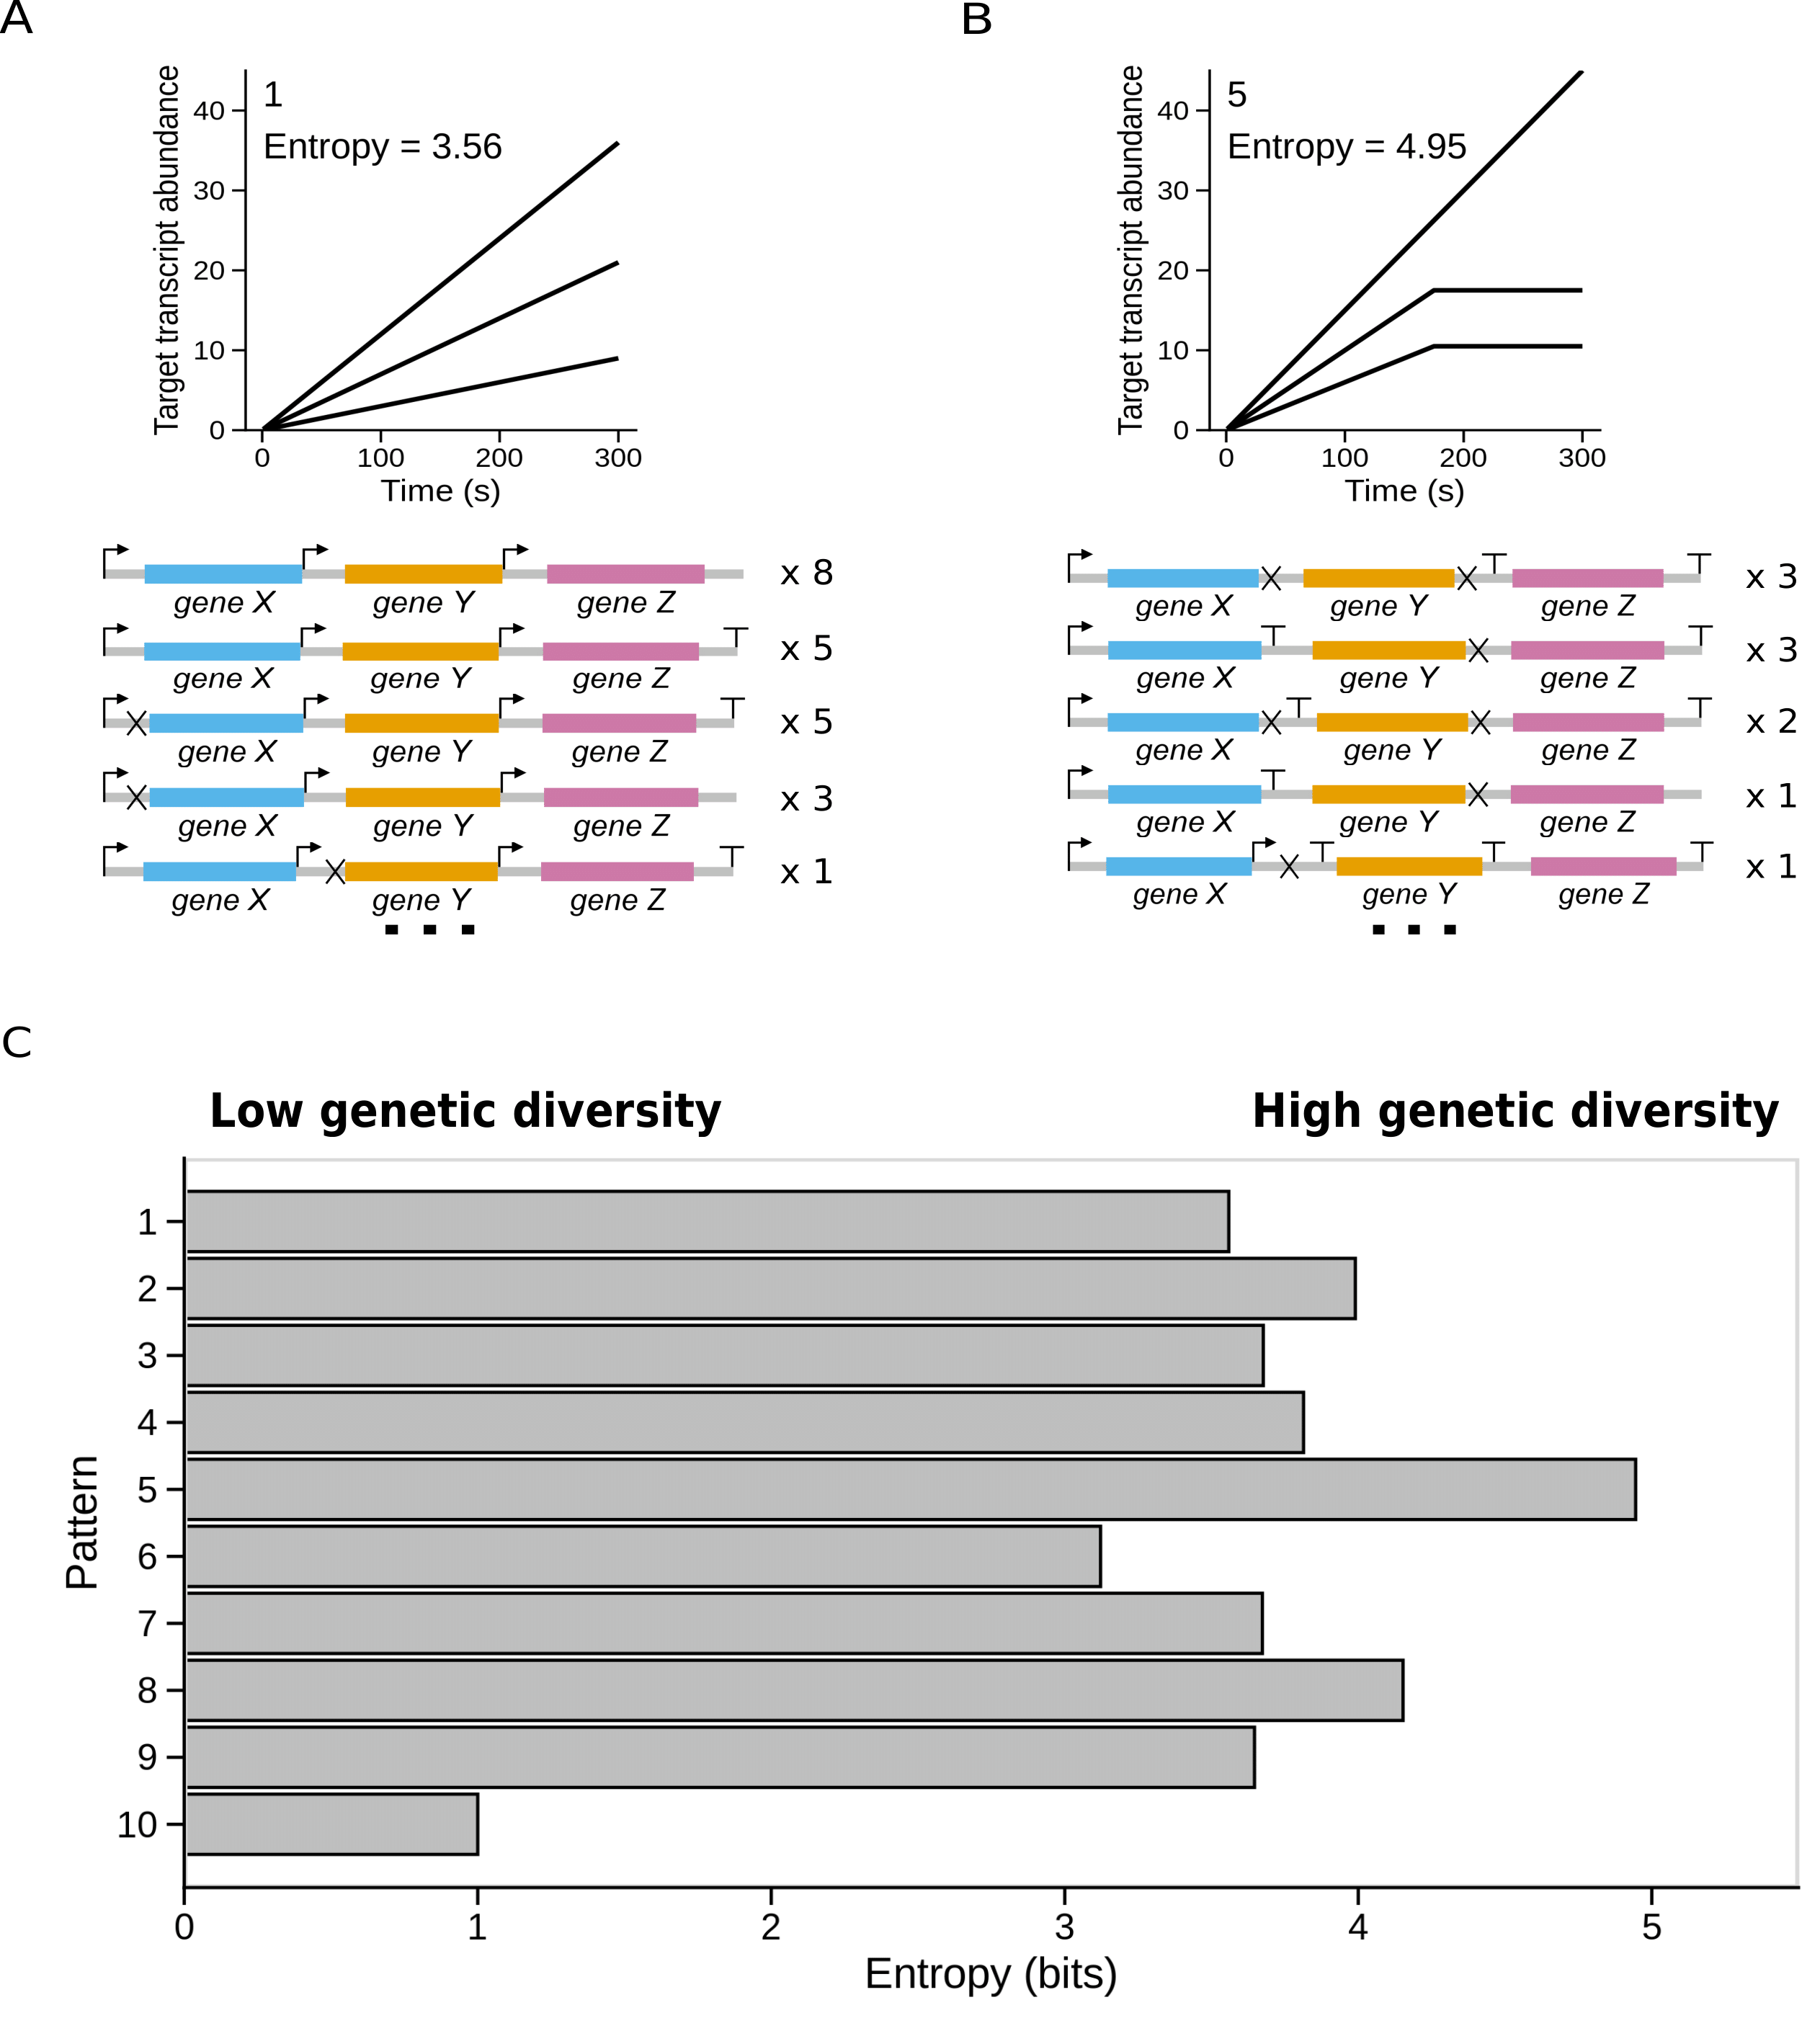 A
B
Target transcript abundance
40
30
20
10
0
1
Entropy = 3.56
0 100 200 300
Time (s)
Target transcript abundance
40
30
20
10
0
5
Entropy = 4.95
0 100 200 300
Time (s)
x 8
gene X gene Y gene Z
x 5
gene X gene Y gene Z
x 5
gene X gene Y gene Z
x 3
gene X gene Y gene Z
x 1
gene X gene Y gene Z
x 3
gene X gene Y gene Z
x 3
gene X gene Y gene Z
x 2
gene X gene Y gene Z
x 1
gene X gene Y gene Z
x 1
gene X gene Y gene Z
C
Low genetic diversity
High genetic diversity
Pattern
1
2
3
4
5
6
7
8
9
10
0 1 2 3 4 5
Entropy (bits)